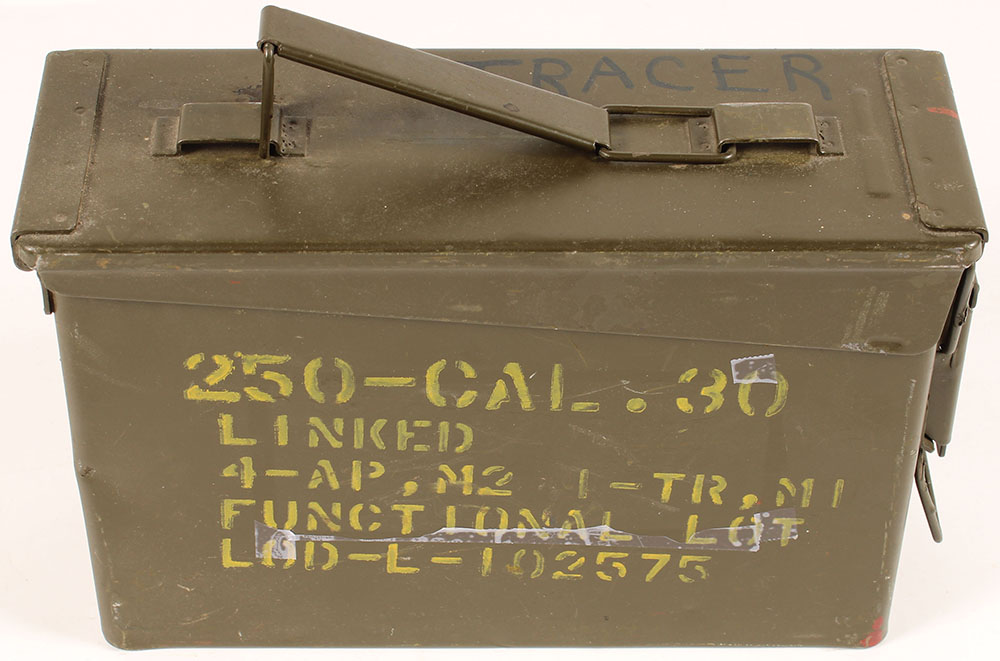 TRACER
250-CAL. 30
LINKED
4-AP, M2 1-TR, M1
FUNCTIONAL LOT
LOD-L-102575